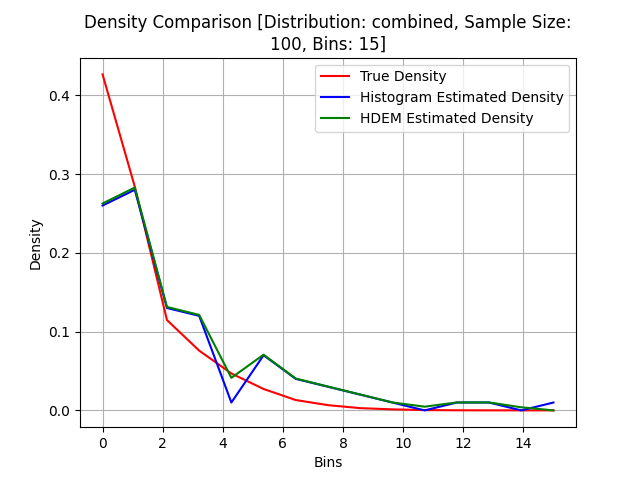 Density Comparison [Distribution: combined, Sample Size:
100, Bins: 15]
True Density
Histogram Estimated Density
HDEM Estimated Density
Density
0.4
0.3
0.2
0.1
0.0
0 2 4 6 8 10 12 14
Bins